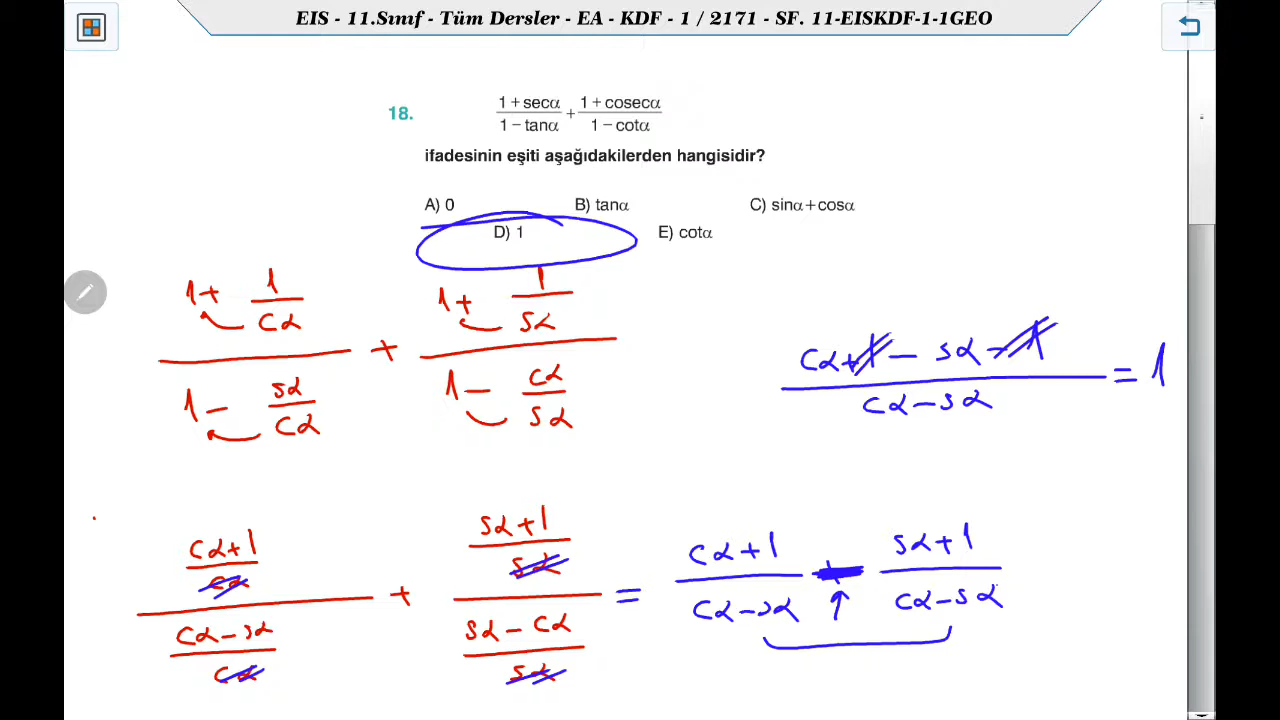 EIS - 11.Sınıf - Tüm Dersler - EA - KDF - 1 / 2171 - SF. 11-EISKDF-1-1GEO
18. (1+secα)/(1−tanα) + (1+cosecα)/(1−cotα)
ifadesinin eşiti aşağıdakilerden hangisidir?
A) 0 B) tanα C) sinα+cosα
D) 1 E) cotα
(1+ 1/cα)/(1− sα/cα) + (1+ 1/sα)/(1− cα/sα)
(cα+1 − sα−1)/(cα−sα) = 1
((cα+1)/cα)/((cα−sα)/cα) + ((sα+1)/sα)/((sα−cα)/sα) = (cα+1)/(cα−sα) − (sα+1)/(cα−sα)